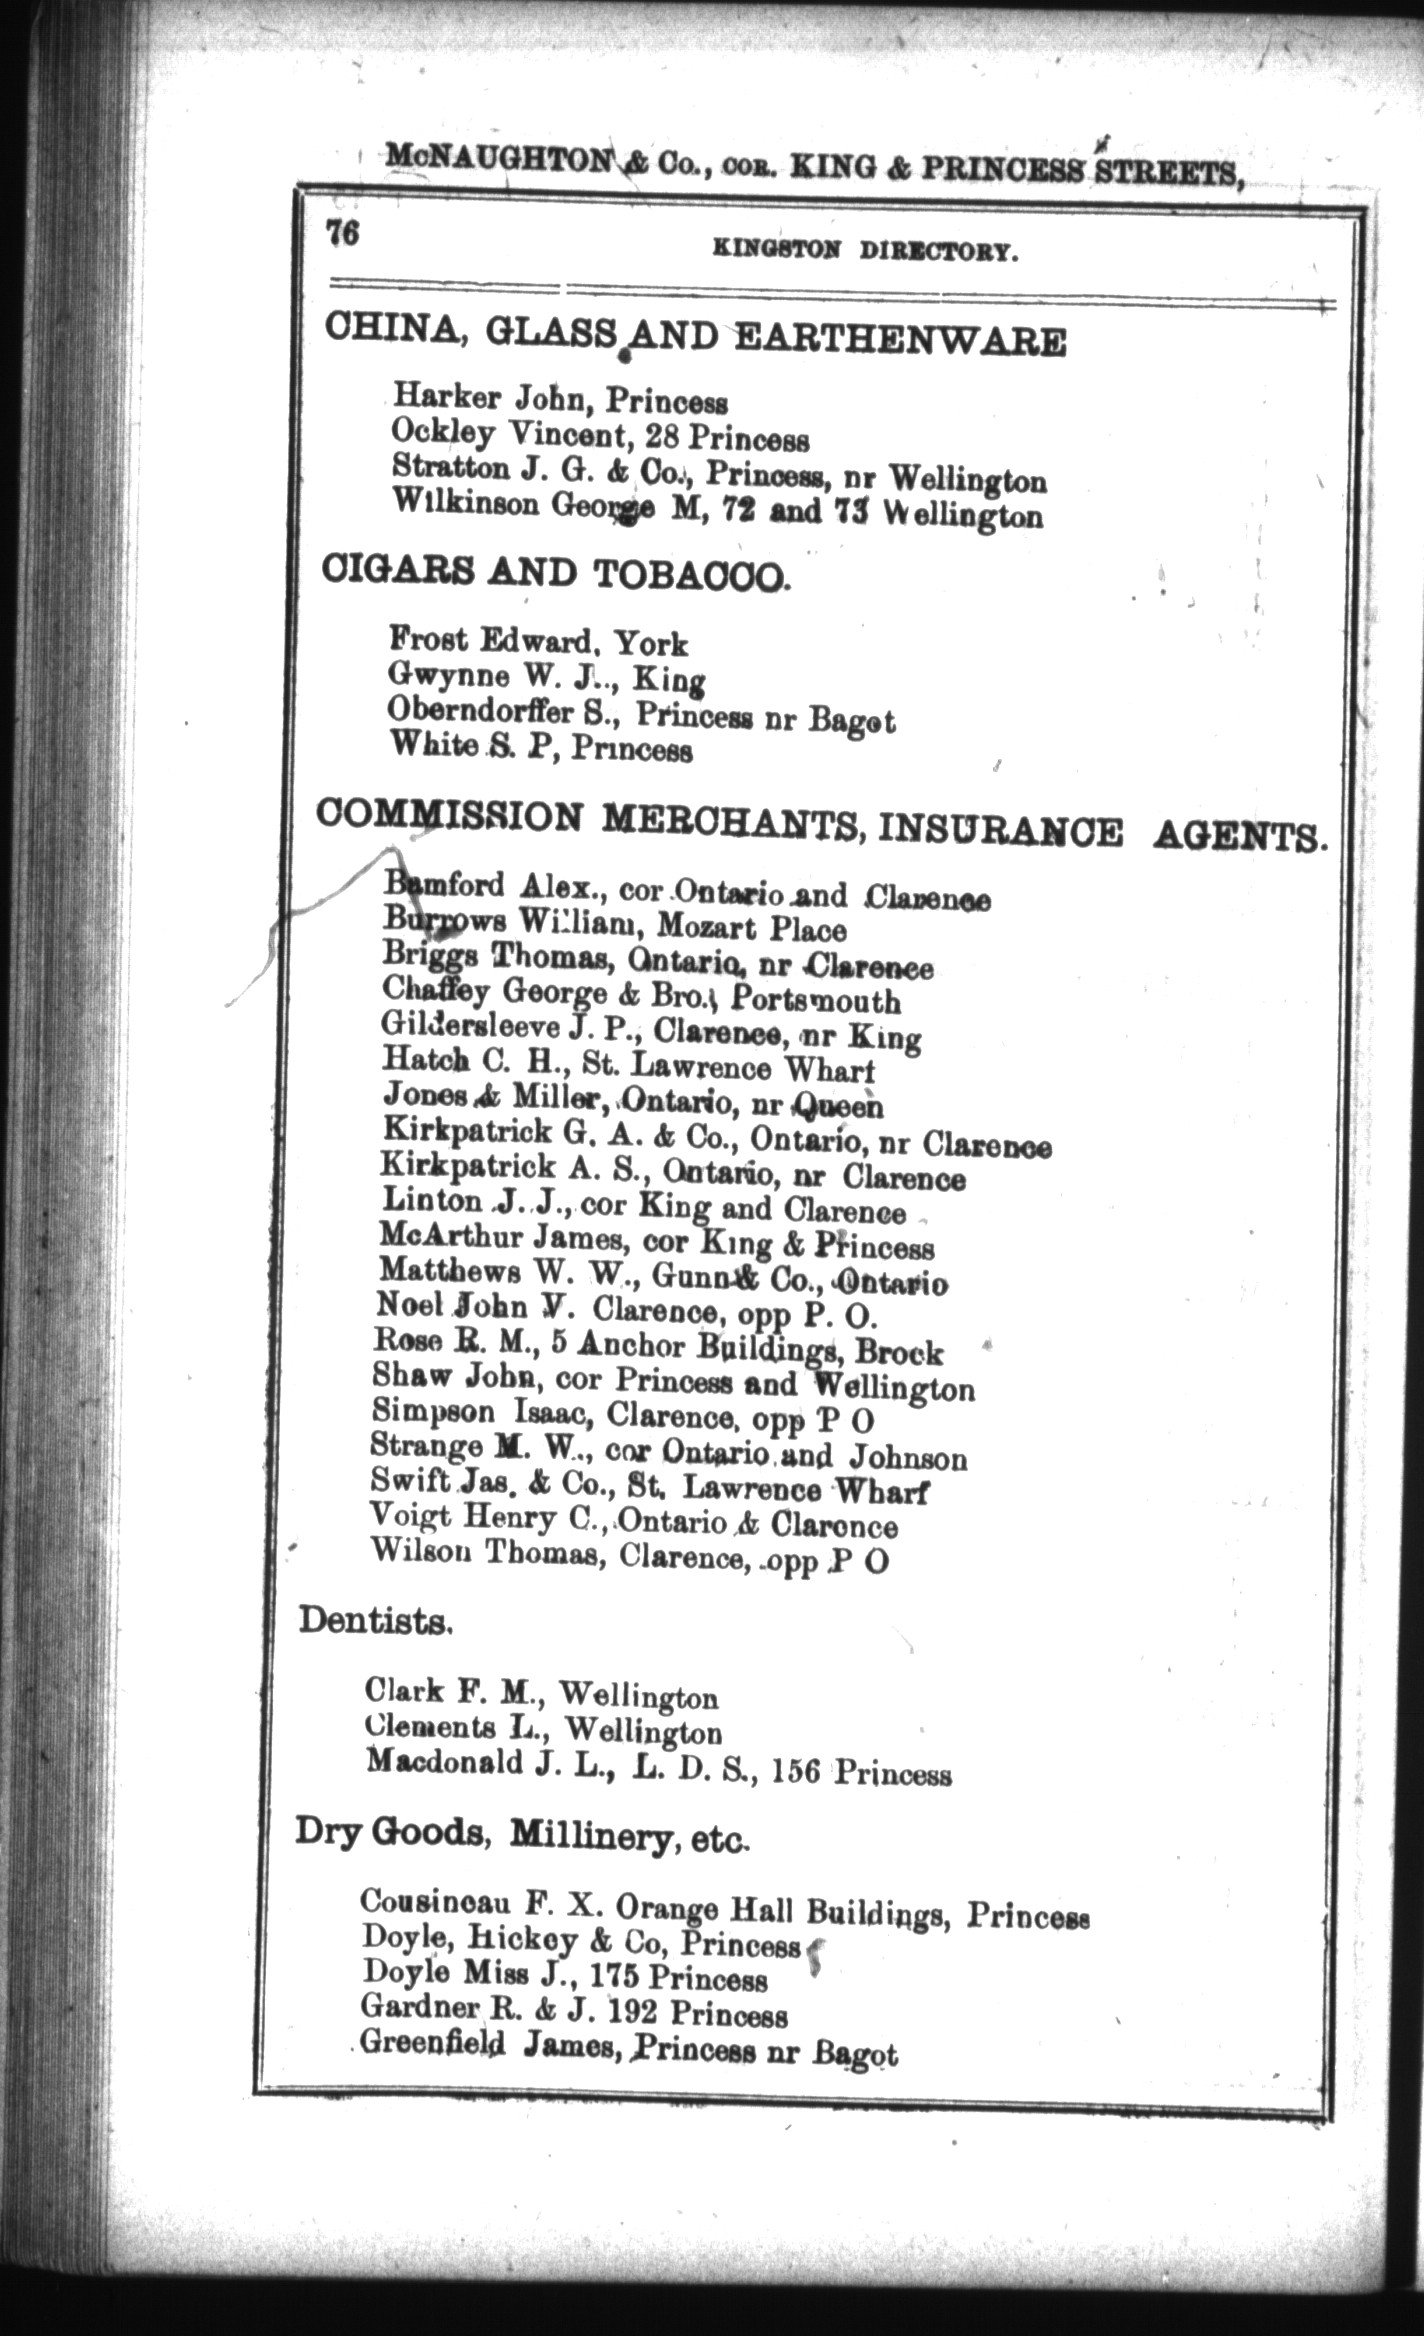 McNAUGHTON & Co., COR. KING & PRINCESS STREETS,
76
KINGSTON DIRECTORY.
CHINA, GLASS AND EARTHENWARE
Harker John, Princess
Ockley Vincent, 28 Princess
Stratton J. G. & Co., Princess, nr Wellington
Wilkinson George M, 72 and 73 Wellington
CIGARS AND TOBACCO.
Frost Edward, York
Gwynne W. J.., King
Oberndorffer S., Princess nr Bagot
White S. P, Princess
COMMISSION MERCHANTS, INSURANCE AGENTS.
Bamford Alex., cor Ontario and Clarence
Burrows William, Mozart Place
Briggs Thomas, Ontario, nr Clarence
Chaffey George & Bro., Portsmouth
Gildersleeve J. P., Clarence, nr King
Hatch C. H., St. Lawrence Wharf
Jones & Miller, Ontario, nr Queen
Kirkpatrick G. A. & Co., Ontario, nr Clarence
Kirkpatrick A. S., Ontario, nr Clarence
Linton J. J., cor King and Clarence
McArthur James, cor King & Princess
Matthews W. W., Gunn & Co., Ontario
Noel John V. Clarence, opp P. O.
Rose R. M., 5 Anchor Buildings, Brock
Shaw John, cor Princess and Wellington
Simpson Isaac, Clarence, opp P O
Strange M. W., cor Ontario and Johnson
Swift Jas. & Co., St. Lawrence Wharf
Voigt Henry C., Ontario & Clarence
Wilson Thomas, Clarence, opp P O
Dentists.
Clark F. M., Wellington
Clements L., Wellington
Macdonald J. L., L. D. S., 156 Princess
Dry Goods, Millinery, etc.
Cousineau F. X. Orange Hall Buildings, Princess
Doyle, Hickey & Co, Princess
Doyle Miss J., 175 Princess
Gardner R. & J. 192 Princess
Greenfield James, Princess nr Bagot